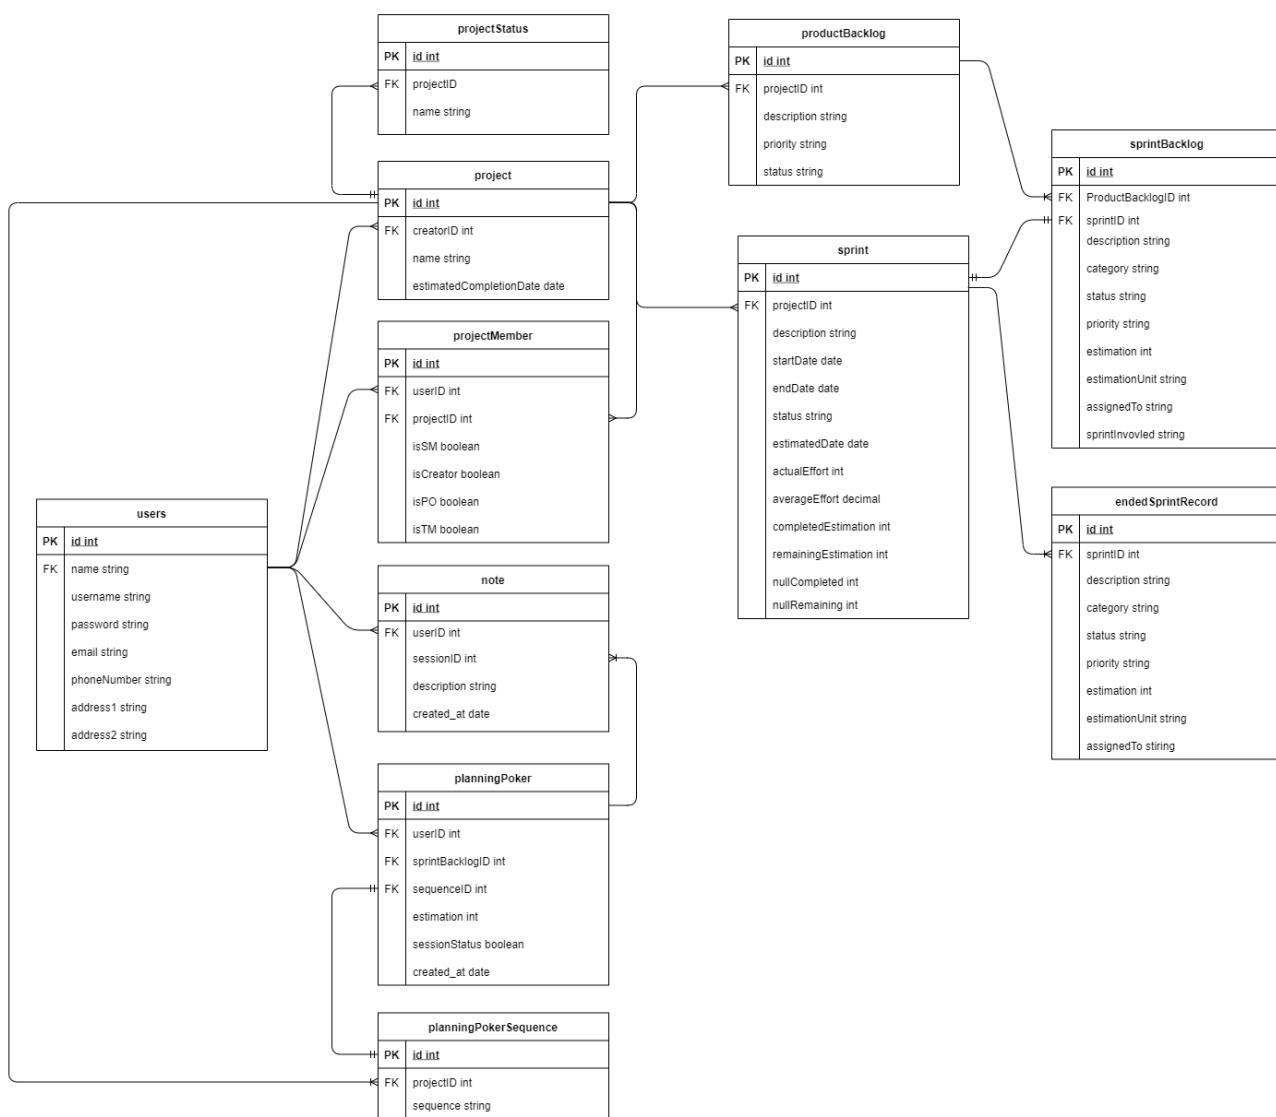 projectStatus
PK id int
FK projectID
name string
project
PK id int
FK creatorID int
name string
estimatedCompletionDate date
projectMember
PK id int
FK userID int
FK projectID int
isSM boolean
isCreator boolean
isPO boolean
isTM boolean
users
PK id int
FK name string
username string
password string
email string
phoneNumber string
address1 string
address2 string
note
PK id int
FK userID int
sessionID int
description string
created_at date
planningPoker
PK id int
FK userID int
FK sprintBacklogID int
FK sequenceID int
estimation int
sessionStatus boolean
created_at date
planningPokerSequence
PK id int
FK projectID int
sequence string
productBacklog
PK id int
FK projectID int
description string
priority string
status string
sprint
PK id int
FK projectID int
description string
startDate date
endDate date
status string
estimatedDate date
actualEffort int
averageEffort decimal
completedEstimation int
remainingEstimation int
nullCompleted int
nullRemaining int
sprintBacklog
PK id int
FK ProductBacklogID int
FK sprintID int
description string
category string
status string
priority string
estimation int
estimationUnit string
assignedTo string
sprintInvovled string
endedSprintRecord
PK id int
FK sprintID int
description string
category string
status string
priority string
estimation int
estimationUnit string
assignedTo stiring